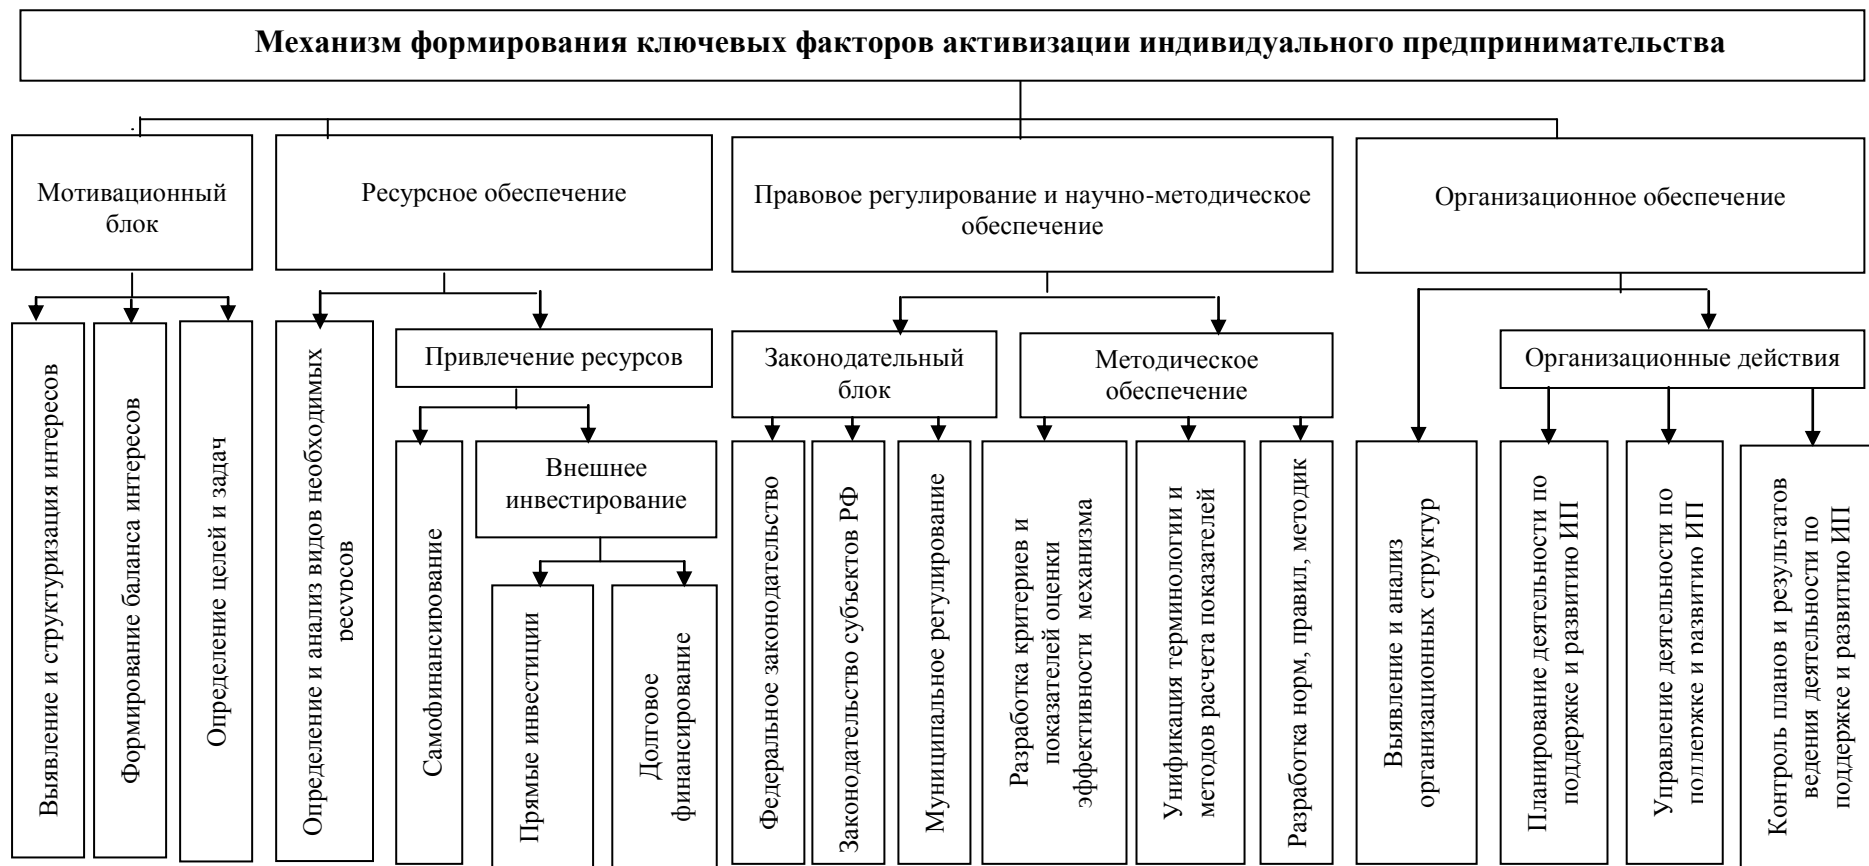 Механизм формирования ключевых факторов активизации индивидуального предпринимательства
Мотивационный
блок
Ресурсное обеспечение
Правовое регулирование и научно-методическое
обеспечение
Организационное обеспечение
Выявление и структуризация интересов
Формирование баланса интересов
Определение целей и задач
Определение и анализ видов необходимых
ресурсов
Привлечение ресурсов
Самофинансирование
Внешнее
инвестирование
Прямые инвестиции
Долговое
финансирование
Законодательный
блок
Федеральное законодательство
Законодательство субъектов РФ
Муниципальное регулирование
Методическое
обеспечение
Разработка критериев и
показателей оценки
эффективности механизма
Унификация терминологии и
методов расчета показателей
Разработка норм, правил, методик
Выявление и анализ
организационных структур
Организационные действия
Планирование деятельности по
поддержке и развитию ИП
Управление деятельности по
поддержке и развитию ИП
Контроль планов и результатов
ведения деятельности по
поддержке и развитию ИП